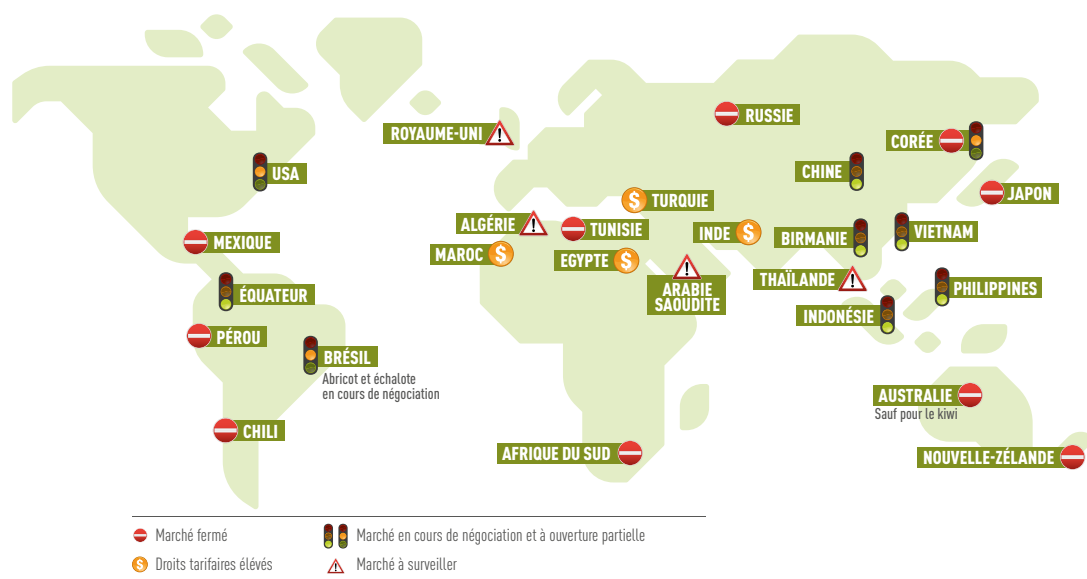 RUSSIE
ROYAUME-UNI
CORÉE
USA
CHINE
JAPON
TURQUIE
ALGÉRIE
TUNISIE
INDE
BIRMANIE
VIETNAM
MEXIQUE
MAROC
EGYPTE
THAÏLANDE
ARABIE
SAOUDITE
PHILIPPINES
ÉQUATEUR
INDONÉSIE
PÉROU
BRÉSIL
Abricot et échalote
en cours de négociation
AUSTRALIE
Sauf pour le kiwi
CHILI
AFRIQUE DU SUD
NOUVELLE-ZÉLANDE
Marché fermé
Marché en cours de négociation et à ouverture partielle
Droits tarifaires élévés
Marché à surveiller